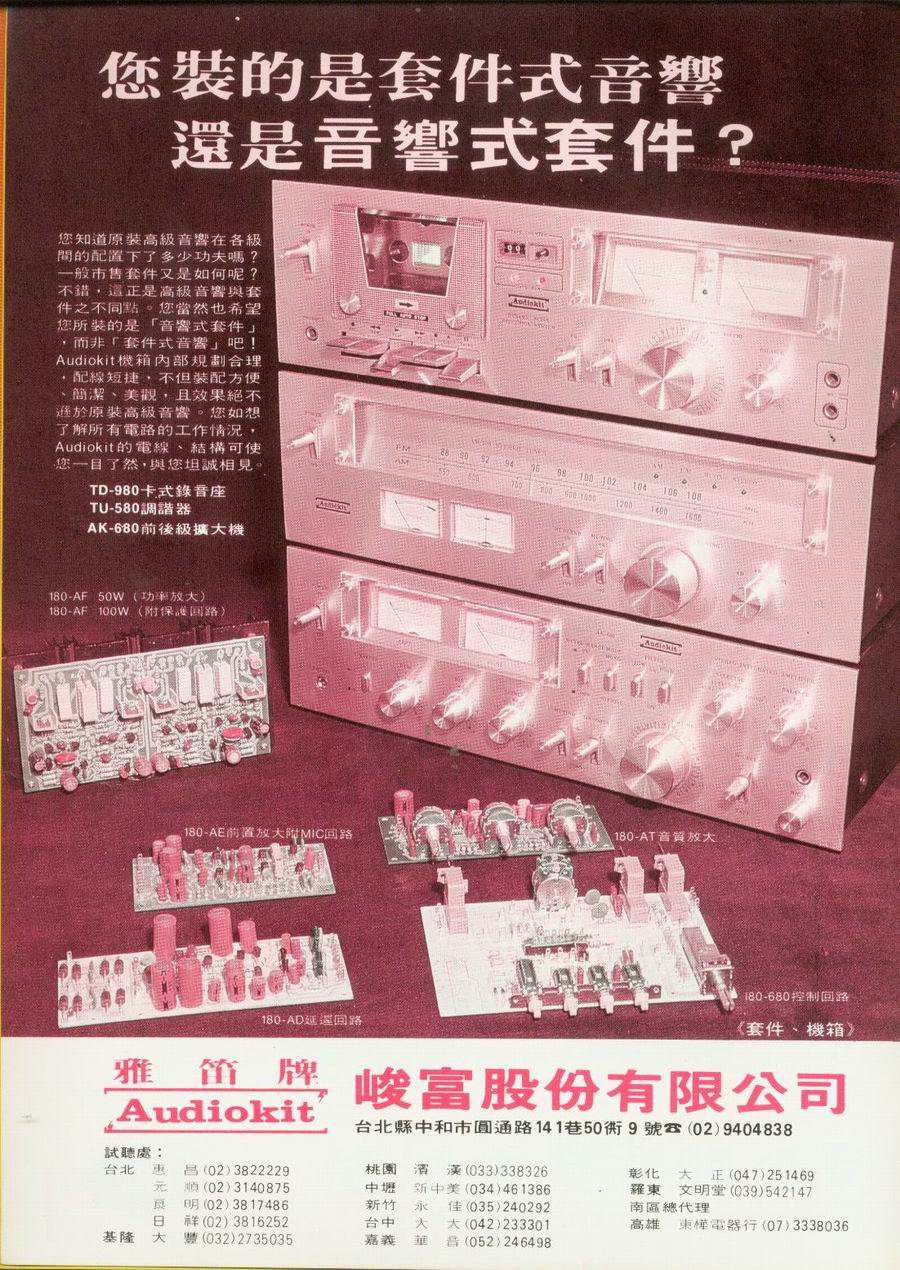 您裝的是套件式音響
還是音響式套件？
您知道原裝高級音響在各級
間的配置下了多少功夫嗎？
一般市售套件又是如何呢？
不錯，這正是高級音響與套
件之不同點。您當然也希望
您所裝的是「音響式套件」
，而非「套件式音響」吧！
Audiokit機箱內部規劃合理
，配線短捷，不但裝配方便
、簡潔、美觀，且效果絕不
遜於原裝高級音響。您如想
了解所有電路的工作情況，
Audiokit的電線、結構可使
您一目了然，與您坦誠相見。
TD-980卡式錄音座
TU-580調諧器
AK-680前後級擴大機
180-AF 50W（功率放大）
180-AF 100W（附保護回路）
Audiokit
FM 88 90 92 94 96 98 100 102 104 106 108
AM
Audiokit
Audiokit
180-AE前置放大附MIC回路
180-AT音質放大
180-AD延遲回路
180-680控制回路
《套件、機箱》
雅笛牌
Audiokit
峻富股份有限公司
台北縣中和市圓通路141巷50衖9號☎(02)9404838
試聽處：
台北 惠昌(02)3822229
元順(02)3140875
良明(02)3817486
日祥(02)3816252
基隆 大豐(032)2735035
桃園 濱漢(033)338326
中壢 新中美(034)461386
新竹 永佳(035)240292
台中 大大(042)233301
嘉義 華音(052)246498
彰化 大正(047)251469
羅東 文明堂(039)542147
南區總代理
高雄 東樺電器行(07)3338036